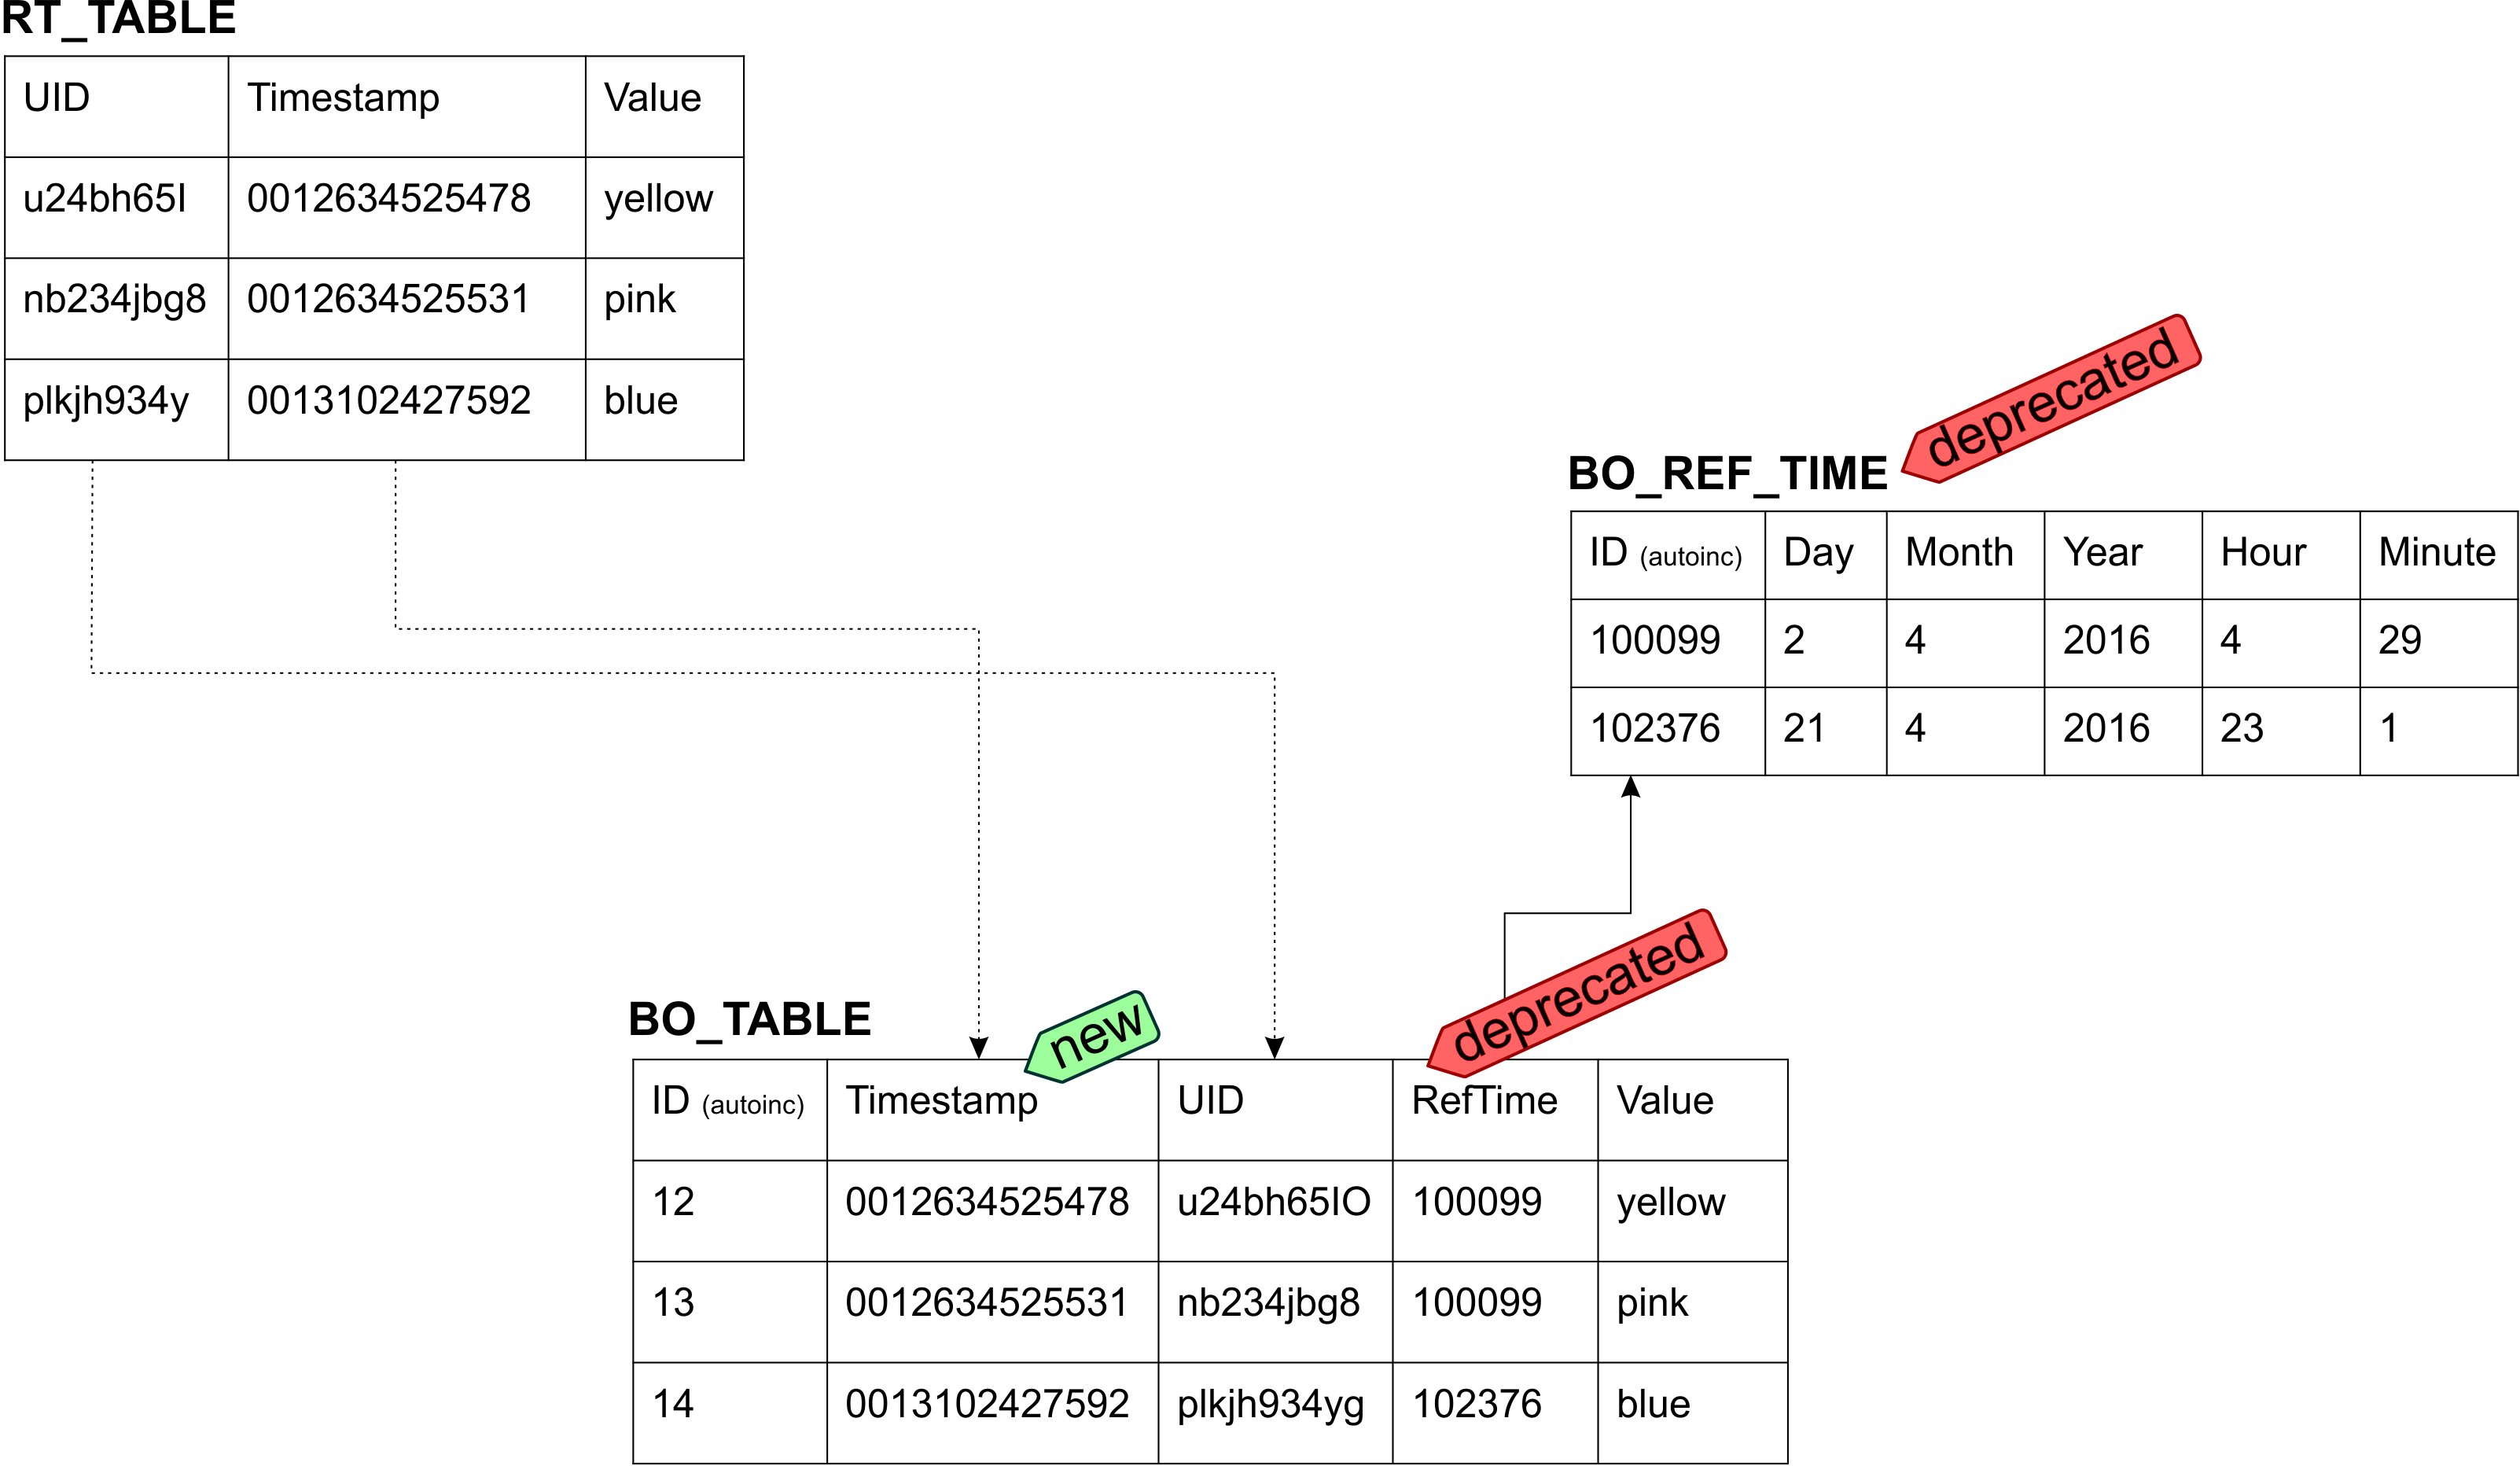 RT_TABLE
UID Timestamp Value
u24bh65I 0012634525478 yellow
nb234jbg8 0012634525531 pink
plkjh934y 0013102427592 blue
deprecated
BO_REF_TIME
ID (autoinc) Day Month Year Hour Minute
100099 2 4 2016 4 29
102376 21 4 2016 23 1
deprecated
new
BO_TABLE
ID (autoinc) Timestamp UID RefTime Value
12 0012634525478 u24bh65IO 100099 yellow
13 0012634525531 nb234jbg8 100099 pink
14 0013102427592 plkjh934yg 102376 blue